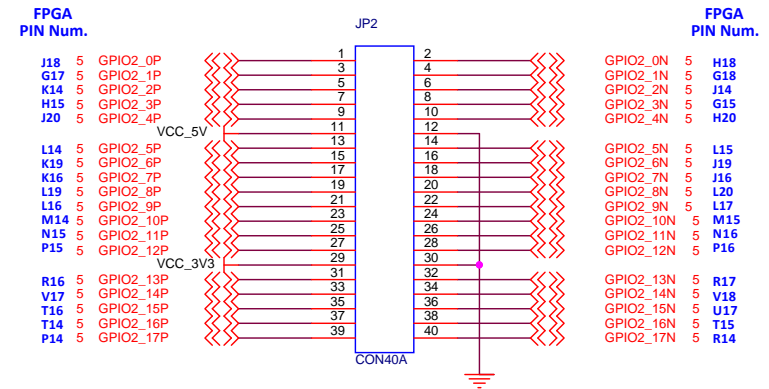 FPGA
PIN Num.
JP2
FPGA
PIN Num.
J18 5 GPIO2_0P 1 2 GPIO2_0N 5 H18
G17 5 GPIO2_1P 3 4 GPIO2_1N 5 G18
K14 5 GPIO2_2P 5 6 GPIO2_2N 5 J14
H15 5 GPIO2_3P 7 8 GPIO2_3N 5 G15
J20 5 GPIO2_4P 9 10 GPIO2_4N 5 H20
VCC_5V 11 12
L14 5 GPIO2_5P 13 14 GPIO2_5N 5 L15
K19 5 GPIO2_6P 15 16 GPIO2_6N 5 J19
K16 5 GPIO2_7P 17 18 GPIO2_7N 5 J16
L19 5 GPIO2_8P 19 20 GPIO2_8N 5 L20
L16 5 GPIO2_9P 21 22 GPIO2_9N 5 L17
M14 5 GPIO2_10P 23 24 GPIO2_10N 5 M15
N15 5 GPIO2_11P 25 26 GPIO2_11N 5 N16
P15 5 GPIO2_12P 27 28 GPIO2_12N 5 P16
VCC_3V3 29 30
R16 5 GPIO2_13P 31 32 GPIO2_13N 5 R17
V17 5 GPIO2_14P 33 34 GPIO2_14N 5 V18
T16 5 GPIO2_15P 35 36 GPIO2_15N 5 U17
T14 5 GPIO2_16P 37 38 GPIO2_16N 5 T15
P14 5 GPIO2_17P 39 40 GPIO2_17N 5 R14
CON40A